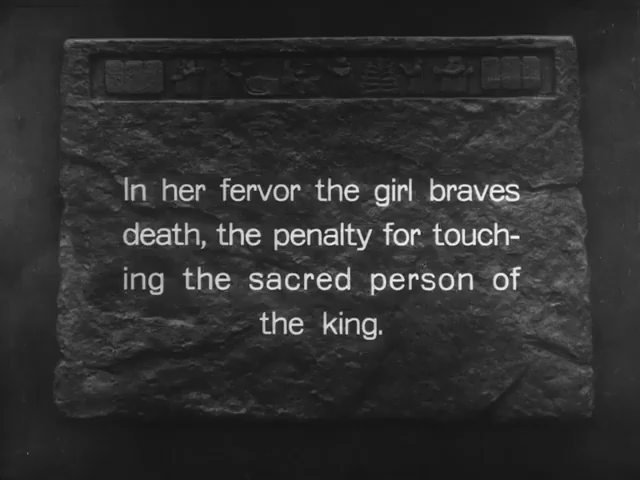 In her fervor the girl braves
death, the penalty for touch-
ing the sacred person of
the king.